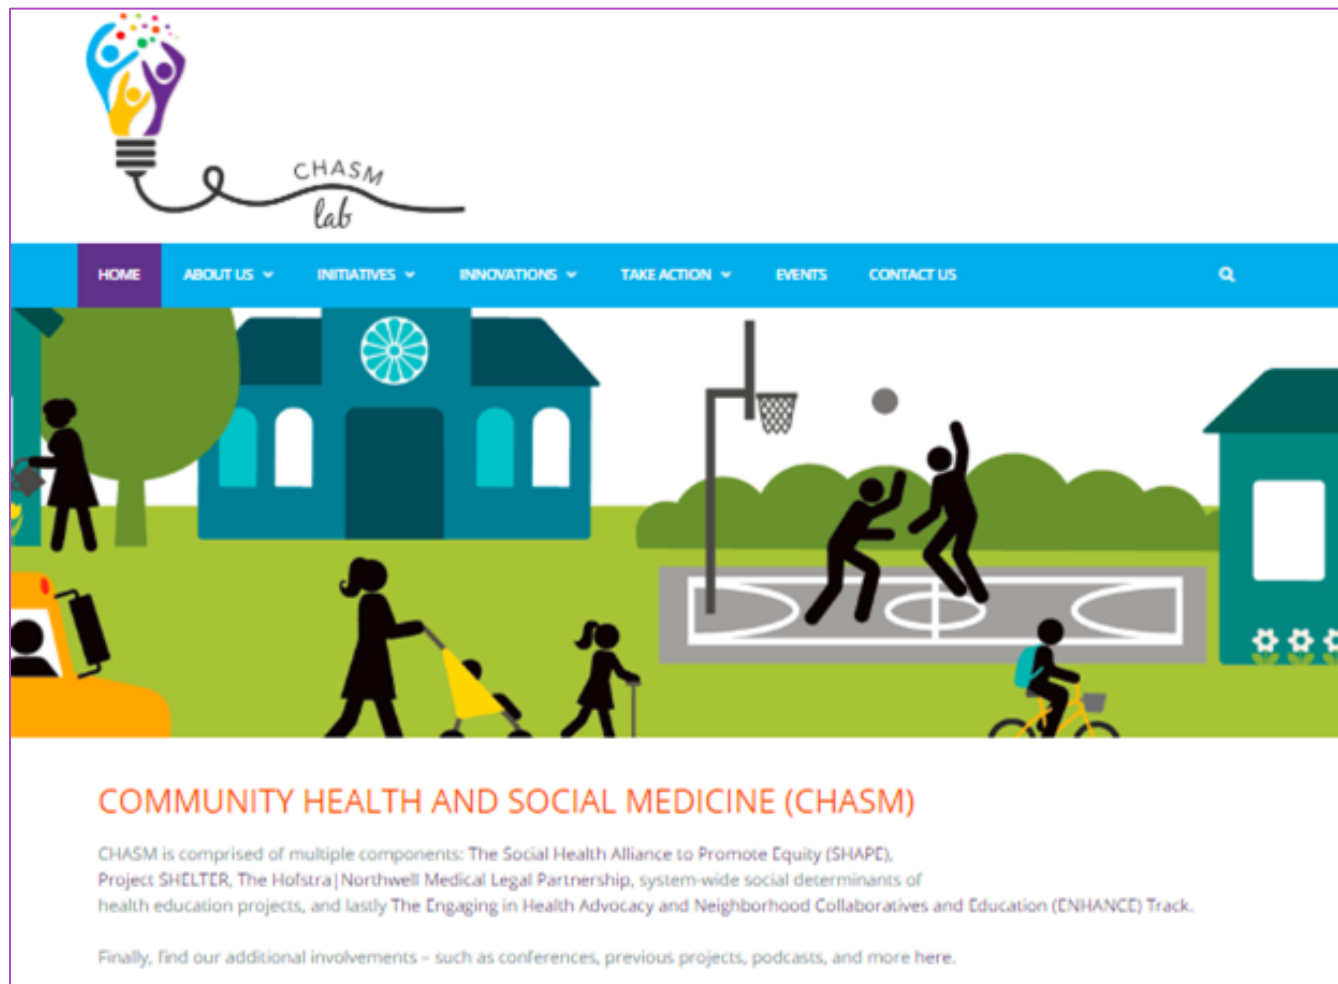 CHASM
lab
HOME ABOUT US INITIATIVES INNOVATIONS TAKE ACTION EVENTS CONTACT US
COMMUNITY HEALTH AND SOCIAL MEDICINE (CHASM)
CHASM is comprised of multiple components: The Social Health Alliance to Promote Equity (SHAPE),
Project SHELTER, The Hofstra|Northwell Medical Legal Partnership, system-wide social determinants of
health education projects, and lastly The Engaging in Health Advocacy and Neighborhood Collaboratives and Education (ENHANCE) Track.
Finally, find our additional involvements – such as conferences, previous projects, podcasts, and more here.